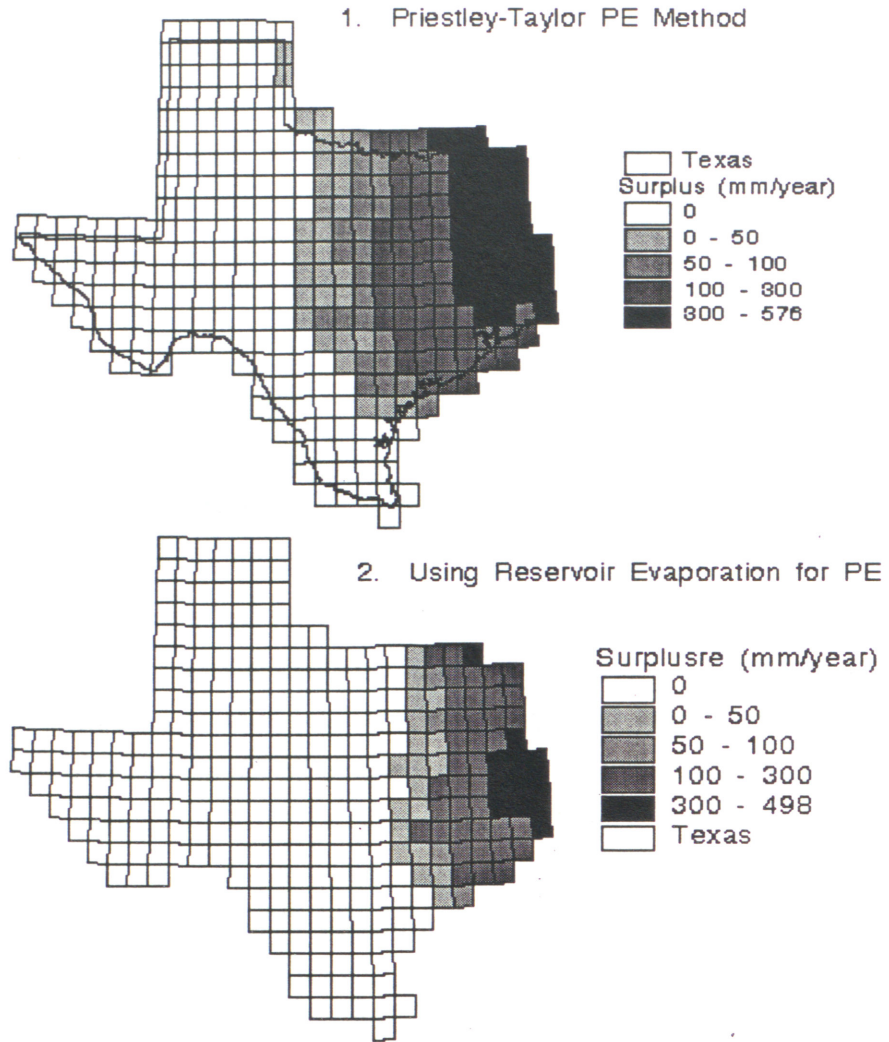 1. Priestley-Taylor PE Method
Texas
Surplus (mm/year)
0
0 - 50
50 - 100
100 - 300
300 - 576
2. Using Reservoir Evaporation for PE
Surplusre (mm/year)
0
0 - 50
50 - 100
100 - 300
300 - 498
Texas